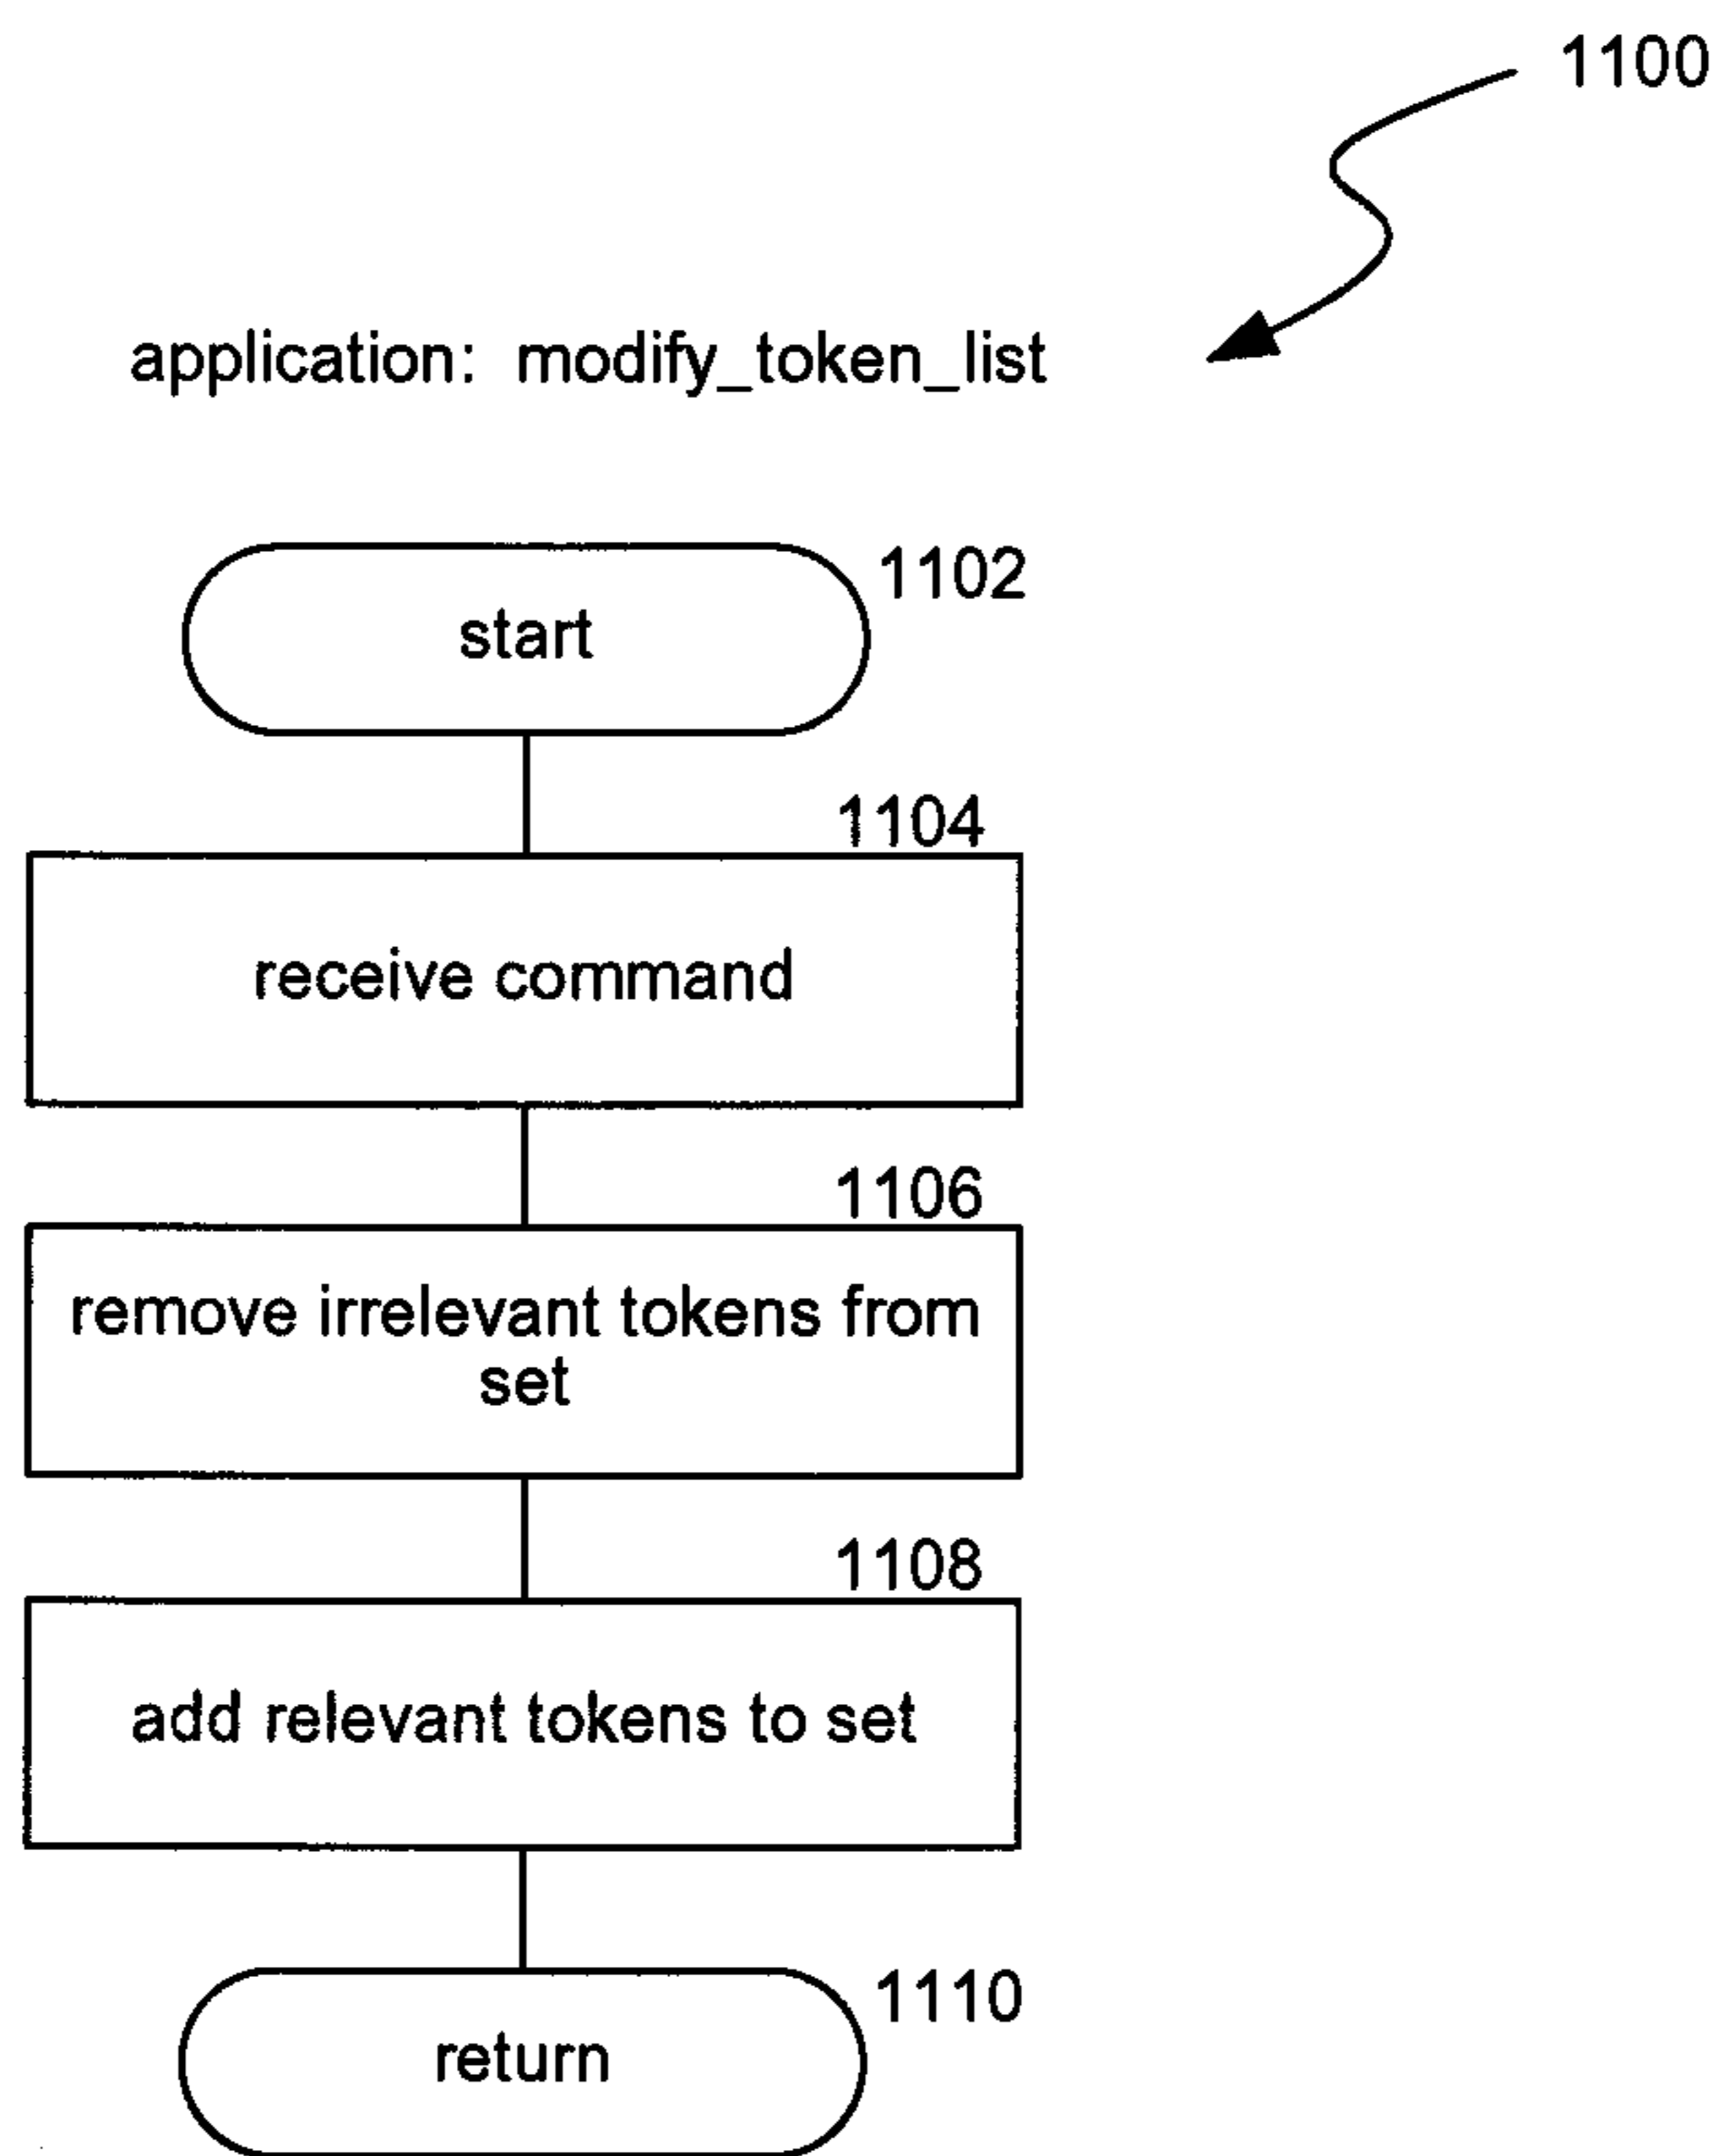 1100
application: modify_token_list
1102
start
1104
receive command
1106
remove irrelevant tokens from
set
1108
add relevant tokens to set
1110
return